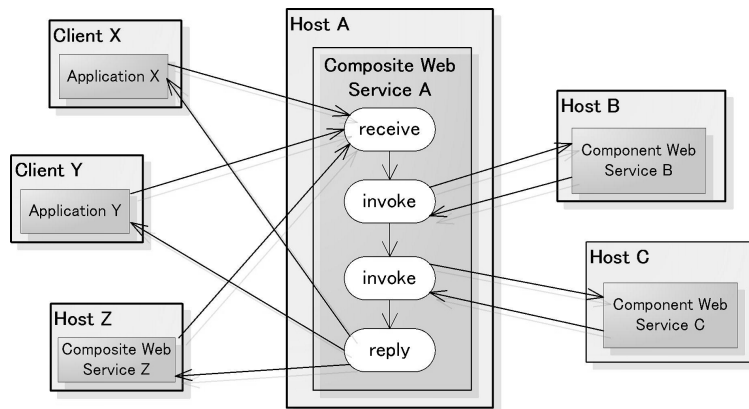 Client X
Application X
Client Y
Application Y
Host Z
Composite Web
Service Z
Host A
Composite Web
Service A
receive
invoke
invoke
reply
Host B
Component Web
Service B
Host C
Component Web
Service C